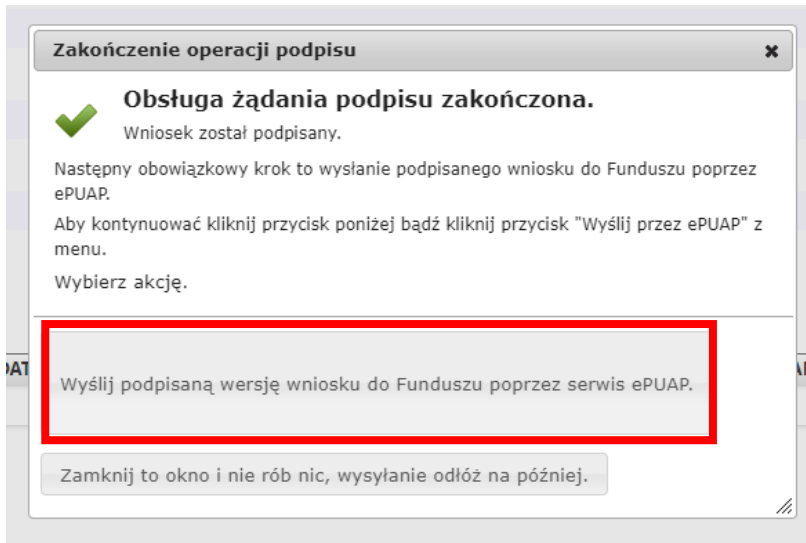 Zakończenie operacji podpisu
Obsługa żądania podpisu zakończona.
Wniosek został podpisany.
Następny obowiązkowy krok to wysłanie podpisanego wniosku do Funduszu poprzez
ePUAP.
Aby kontynuować kliknij przycisk poniżej bądź kliknij przycisk "Wyślij przez ePUAP" z
menu.
Wybierz akcję.
Wyślij podpisaną wersję wniosku do Funduszu poprzez serwis ePUAP.
Zamknij to okno i nie rób nic, wysyłanie odłóż na później.